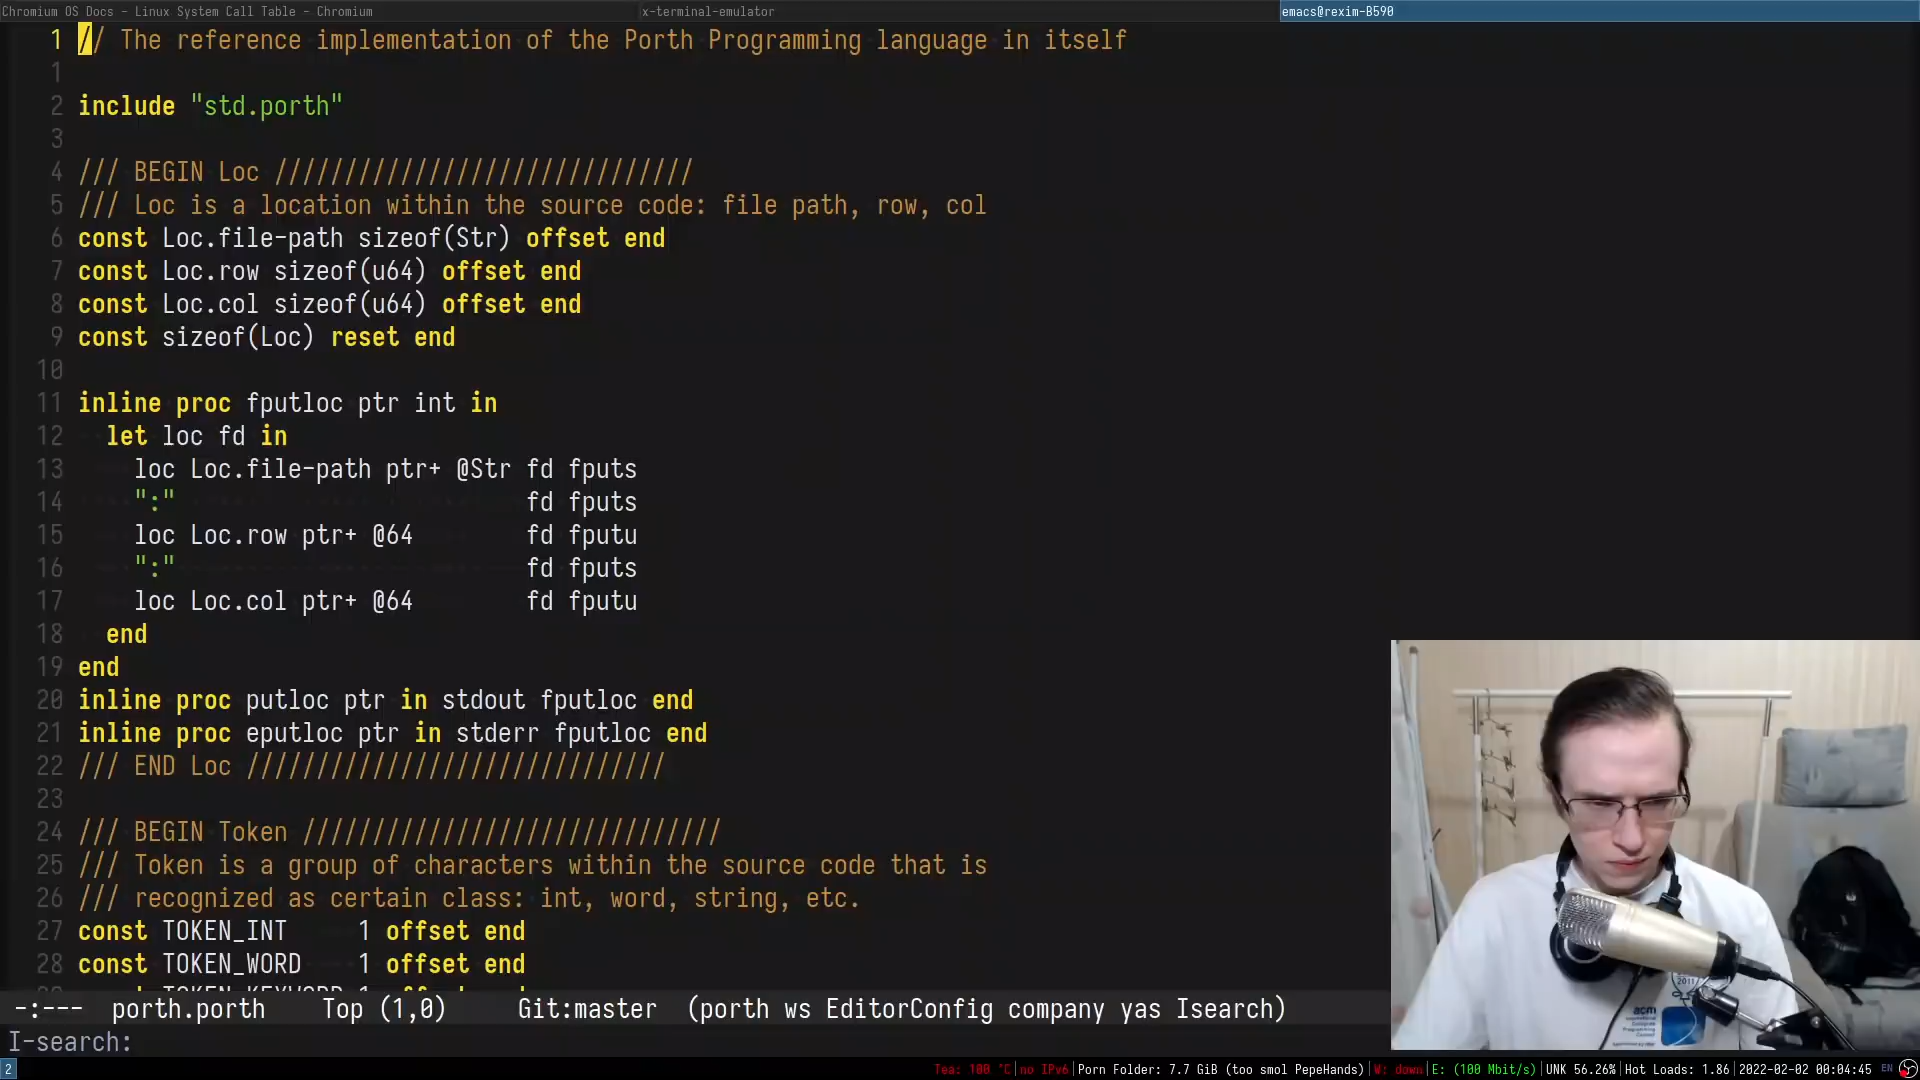 Chromium OS Docs - Linux System Call Table - Chromium
x-terminal-emulator
emacs@rexim-B590
1 // The reference implementation of the Porth Programming language in itself
1
2 include "std.porth"
3
4 /// BEGIN Loc //////////////////////////////
5 /// Loc is a location within the source code: file path, row, col
6 const Loc.file-path sizeof(Str) offset end
7 const Loc.row sizeof(u64) offset end
8 const Loc.col sizeof(u64) offset end
9 const sizeof(Loc) reset end
10
11 inline proc fputloc ptr int in
12 let loc fd in
13 loc Loc.file-path ptr+ @Str fd fputs
14 ":" fd fputs
15 loc Loc.row ptr+ @64 fd fputu
16 ":" fd fputs
17 loc Loc.col ptr+ @64 fd fputu
18 end
19 end
20 inline proc putloc ptr in stdout fputloc end
21 inline proc eputloc ptr in stderr fputloc end
22 /// END Loc //////////////////////////////
23
24 /// BEGIN Token //////////////////////////////
25 /// Token is a group of characters within the source code that is
26 /// recognized as certain class: int, word, string, etc.
27 const TOKEN_INT 1 offset end
28 const TOKEN_WORD 1 offset end
-:--- porth.porth Top (1,0) Git:master (porth ws EditorConfig company yas Isearch)
I-search:
2 Tea: 100 °C|no IPv6|Porn Folder: 7.7 GiB (too smol PepeHands)|W: down|E: (100 Mbit/s)|UNK 56.26%|Hot Loads: 1.86|2022-02-02 00:04:45 EN
2011
acm